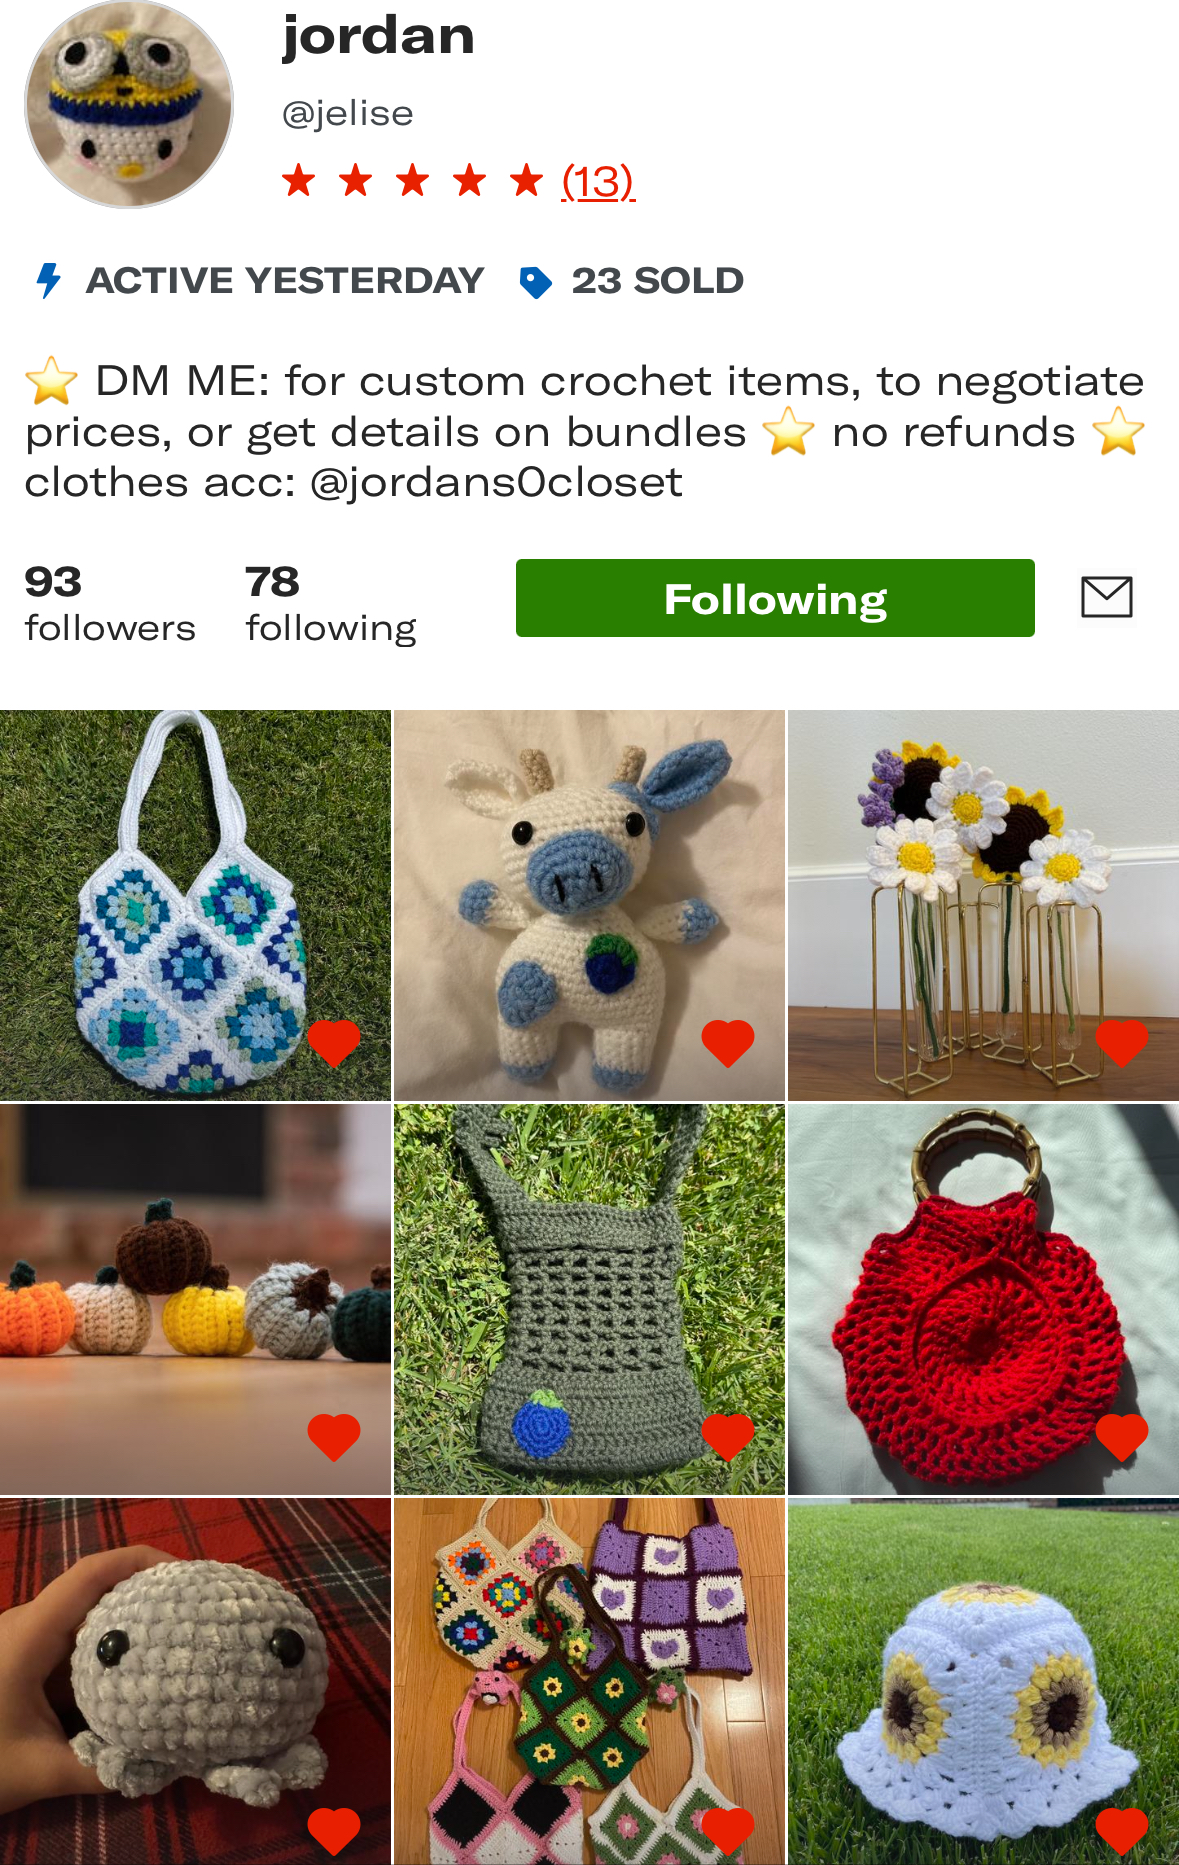 jordan
@jelise
(13)
ACTIVE YESTERDAY 23 SOLD
⭐ DM ME: for custom crochet items, to negotiate
prices, or get details on bundles ⭐ no refunds ⭐
clothes acc: @jordans0closet
93 78
followers following
Following